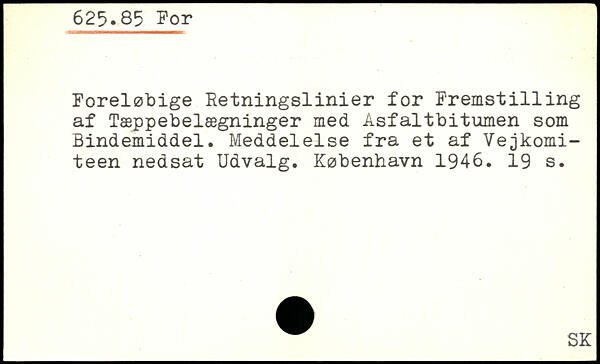 625.85 For
Foreløbige Retningslinier for Fremstilling
af Tæppebelægninger med Asfaltbitumen som
Bindemiddel. Meddelelse fra et af Vejkomi-
teen nedsat Udvalg. København 1946. 19 s.
SK